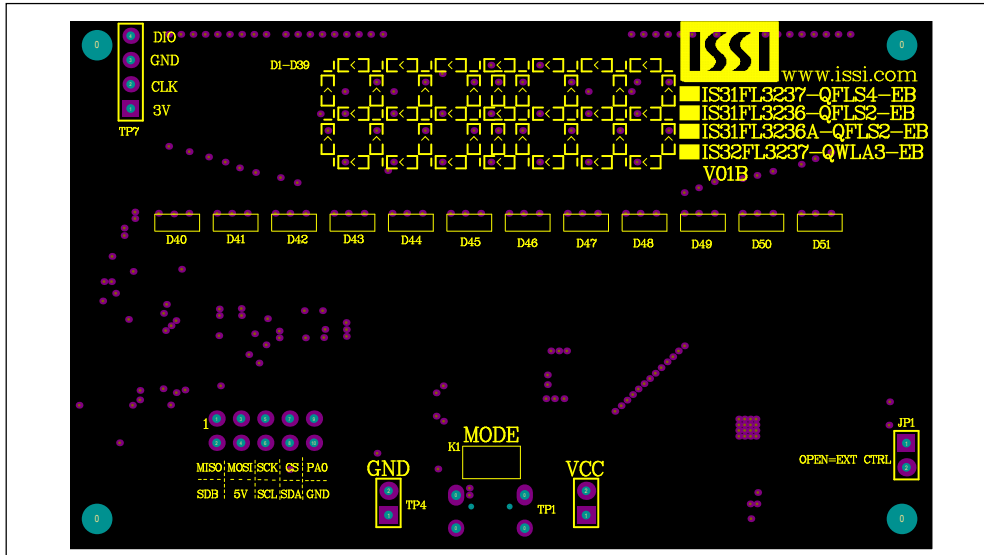 DIO
GND
CLK
3V
TP7
D1-D39
ISSI
www.issi.com
IS31FL3237-QFLS4-EB
IS31FL3236-QFLS2-EB
IS31FL3236A-QFLS2-EB
IS32FL3237-QWLA3-EB
V01B
D40 D41 D42 D43 D44 D45 D46 D47 D48 D49 D50 D51
1
MISO MOSI SCK CS PA0
SDB 5V SCL SDA GND
GND
TP4
K1
MODE
TP1
VCC
JP1
OPEN=EXT CTRL